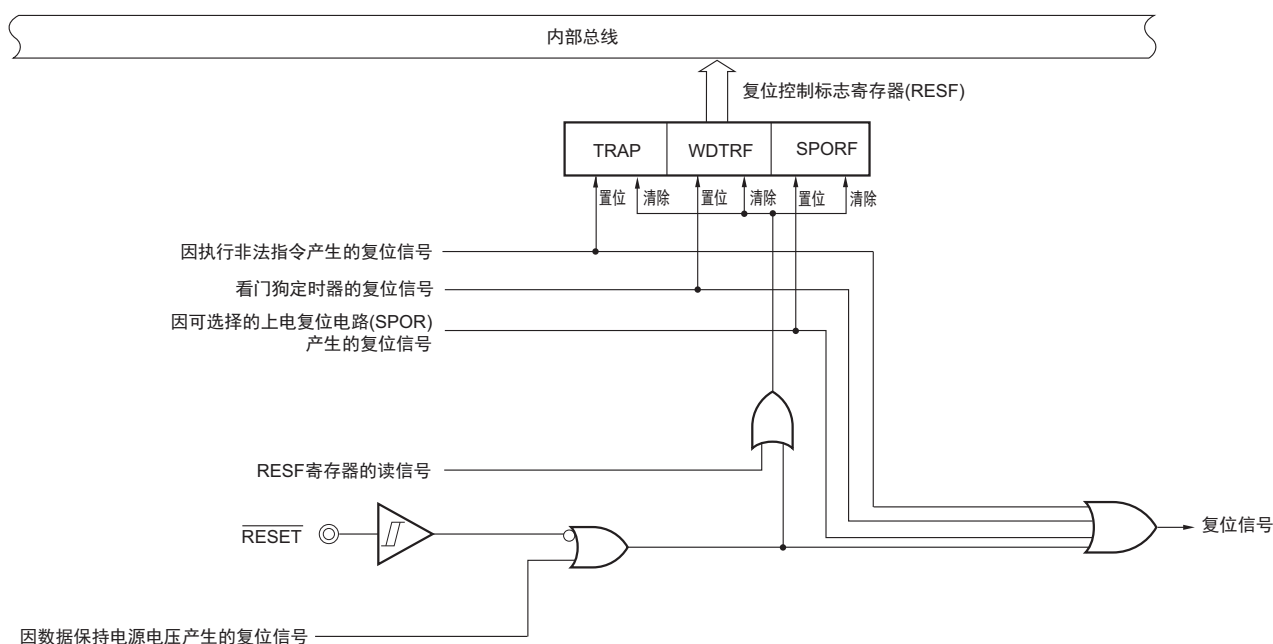 内部总线
复位控制标志寄存器(RESF)
TRAP WDTRF SPORF
置位 清除 置位 清除 置位 清除
因执行非法指令产生的复位信号
看门狗定时器的复位信号
因可选择的上电复位电路(SPOR)
产生的复位信号
RESF寄存器的读信号
RESET
复位信号
因数据保持电源电压产生的复位信号